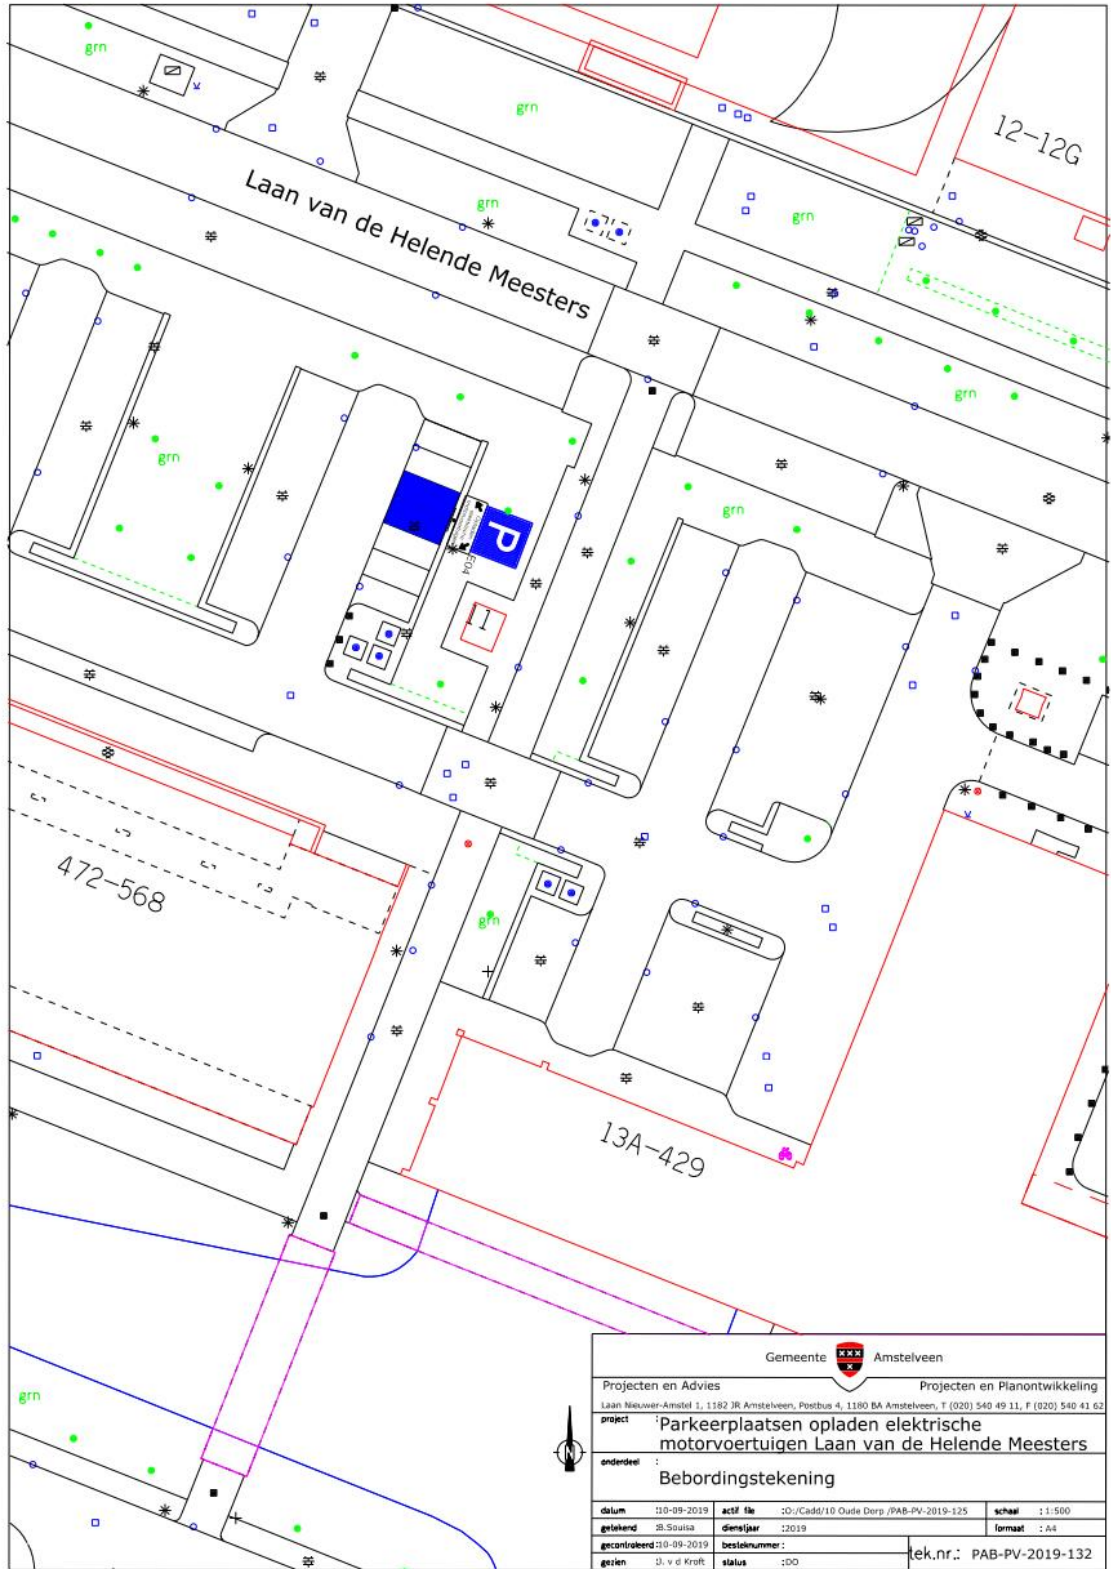 grn
grn
12-12G
Laan van de Helende Meesters
grn
grn
grn
grn
grn
P
E04
11
472-568
grn
13A-429
grn
Gemeente Amstelveen
Projecten en Advies Projecten en Planontwikkeling
Laan Nieuwer-Amstel 1, 1182 JR Amstelveen, Postbus 4, 1180 BA Amstelveen, T (020) 540 49 11, F (020) 540 41 62
project : Parkeerplaatsen opladen elektrische
motorvoertuigen Laan van de Helende Meesters
onderdeel :
Bebordingstekening
datum :10-09-2019 actif file :O:/Cadd/10 Oude Dorp /PAB-PV-2019-125 schaal : 1:500
getekend :B.Souisa dienstjaar :2019 formaat : A4
gecontroleerd :10-09-2019 besteknummer :
gezien :J. v d Kroft status :DO
tek.nr.: PAB-PV-2019-132
N